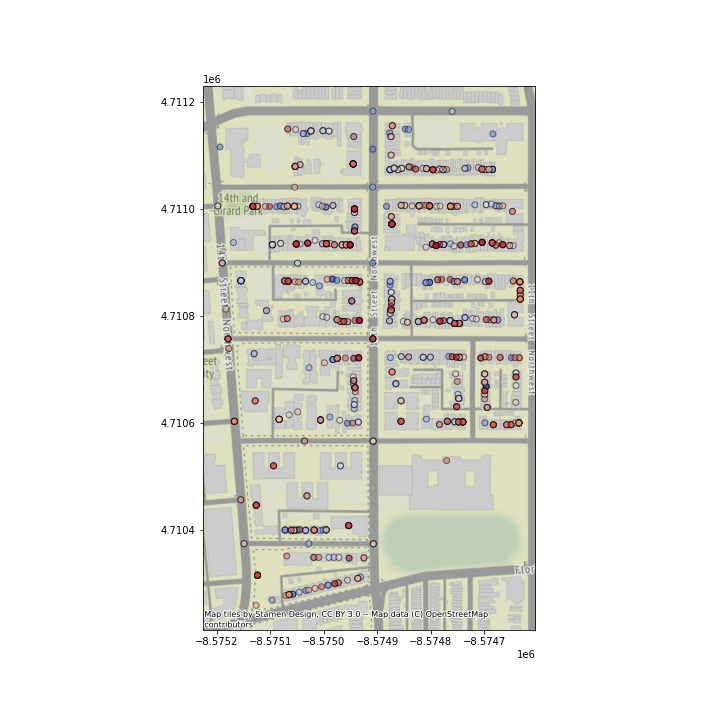 1e6
4.7112
4.7110
4.7108
4.7106
4.7104
14th and
Girard Park
14th Street Northwest
Street Northwest
Street Northwest
eet
ity
Flor
Map tiles by Stamen Design, CC BY 3.0 -- Map data (C) OpenStreetMap
contributors
−8.5752 −8.5751 −8.5750 −8.5749 −8.5748 −8.5747
1e6